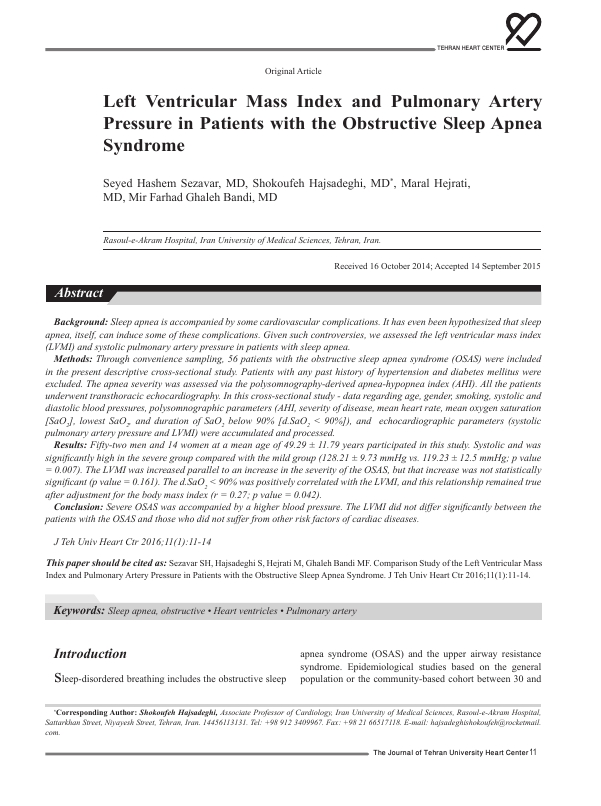 TEHRAN HEART CENTER
Original Article
Left Ventricular Mass Index and Pulmonary Artery
Pressure in Patients with the Obstructive Sleep Apnea
Syndrome
Seyed Hashem Sezavar, MD, Shokoufeh Hajsadeghi, MD*, Maral Hejrati,
MD, Mir Farhad Ghaleh Bandi, MD
Rasoul-e-Akram Hospital, Iran University of Medical Sciences, Tehran, Iran.
Received 16 October 2014; Accepted 14 September 2015
Abstract
Background: Sleep apnea is accompanied by some cardiovascular complications. It has even been hypothesized that sleep
apnea, itself, can induce some of these complications. Given such controversies, we assessed the left ventricular mass index
(LVMI) and systolic pulmonary artery pressure in patients with sleep apnea.
Methods: Through convenience sampling, 56 patients with the obstructive sleep apnea syndrome (OSAS) were included
in the present descriptive cross-sectional study. Patients with any past history of hypertension and diabetes mellitus were
excluded. The apnea severity was assessed via the polysomnography-derived apnea-hypopnea index (AHI). All the patients
underwent transthoracic echocardiography. In this cross-sectional study - data regarding age, gender, smoking, systolic and
diastolic blood pressures, polysomnographic parameters (AHI, severity of disease, mean heart rate, mean oxygen saturation
[SaO2], lowest SaO2, and duration of SaO2 below 90% [d.SaO2 < 90%]), and echocardiographic parameters (systolic
pulmonary artery pressure and LVMI) were accumulated and processed.
Results: Fifty-two men and 14 women at a mean age of 49.29 ± 11.79 years participated in this study. Systolic and was
significantly high in the severe group compared with the mild group (128.21 ± 9.73 mmHg vs. 119.23 ± 12.5 mmHg; p value
= 0.007). The LVMI was increased parallel to an increase in the severity of the OSAS, but that increase was not statistically
significant (p value = 0.161). The d.SaO2 < 90% was positively correlated with the LVMI, and this relationship remained true
after adjustment for the body mass index (r = 0.27; p value = 0.042).
Conclusion: Severe OSAS was accompanied by a higher blood pressure. The LVMI did not differ significantly between the
patients with the OSAS and those who did not suffer from other risk factors of cardiac diseases.
J Teh Univ Heart Ctr 2016;11(1):11-14
This paper should be cited as: Sezavar SH, Hajsadeghi S, Hejrati M, Ghaleh Bandi MF. Comparison Study of the Left Ventricular Mass
Index and Pulmonary Artery Pressure in Patients with the Obstructive Sleep Apnea Syndrome. J Teh Univ Heart Ctr 2016;11(1):11-14.
Keywords: Sleep apnea, obstructive • Heart ventricles • Pulmonary artery
Introduction
Sleep-disordered breathing includes the obstructive sleep
apnea syndrome (OSAS) and the upper airway resistance
syndrome. Epidemiological studies based on the general
population or the community-based cohort between 30 and
*Corresponding Author: Shokoufeh Hajsadeghi, Associate Professor of Cardiology, Iran University of Medical Sciences, Rasoul-e-Akram Hospital,
Sattarkhan Street, Niyayesh Street, Tehran, Iran. 14456113131. Tel: +98 912 3409967. Fax: +98 21 66517118. E-mail: hajsadeghishokoufeh@rocketmail.
com.
The Journal of Tehran University Heart Center 11